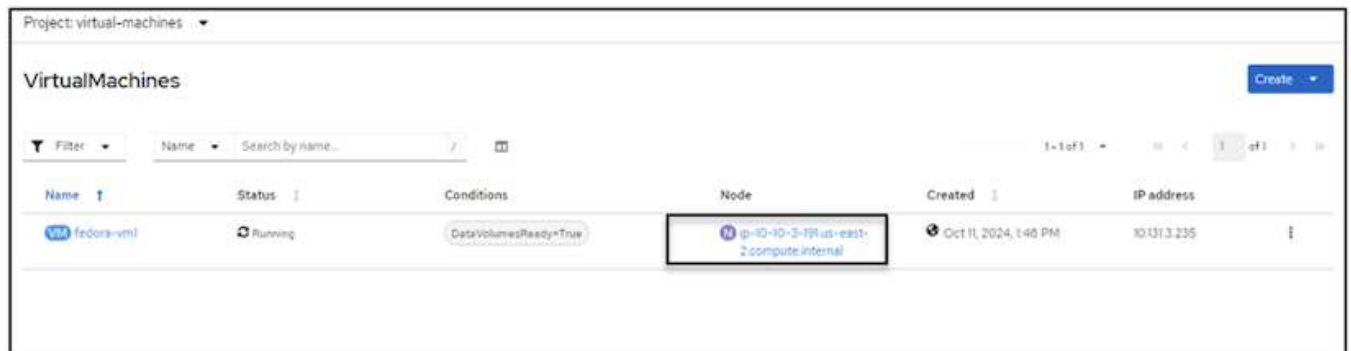 Project: virtual-machines
VirtualMachines
Create
Filter
Name
Search by name...
/
1-1 of 1
1 of 1
Name Status Conditions Node Created IP address
VM fedora-vm1 Running DataVolumesReady=True N ip-10-10-3-191.us-east- Oct 11, 2024, 1:46 PM 10.131.3.235
2.compute.internal